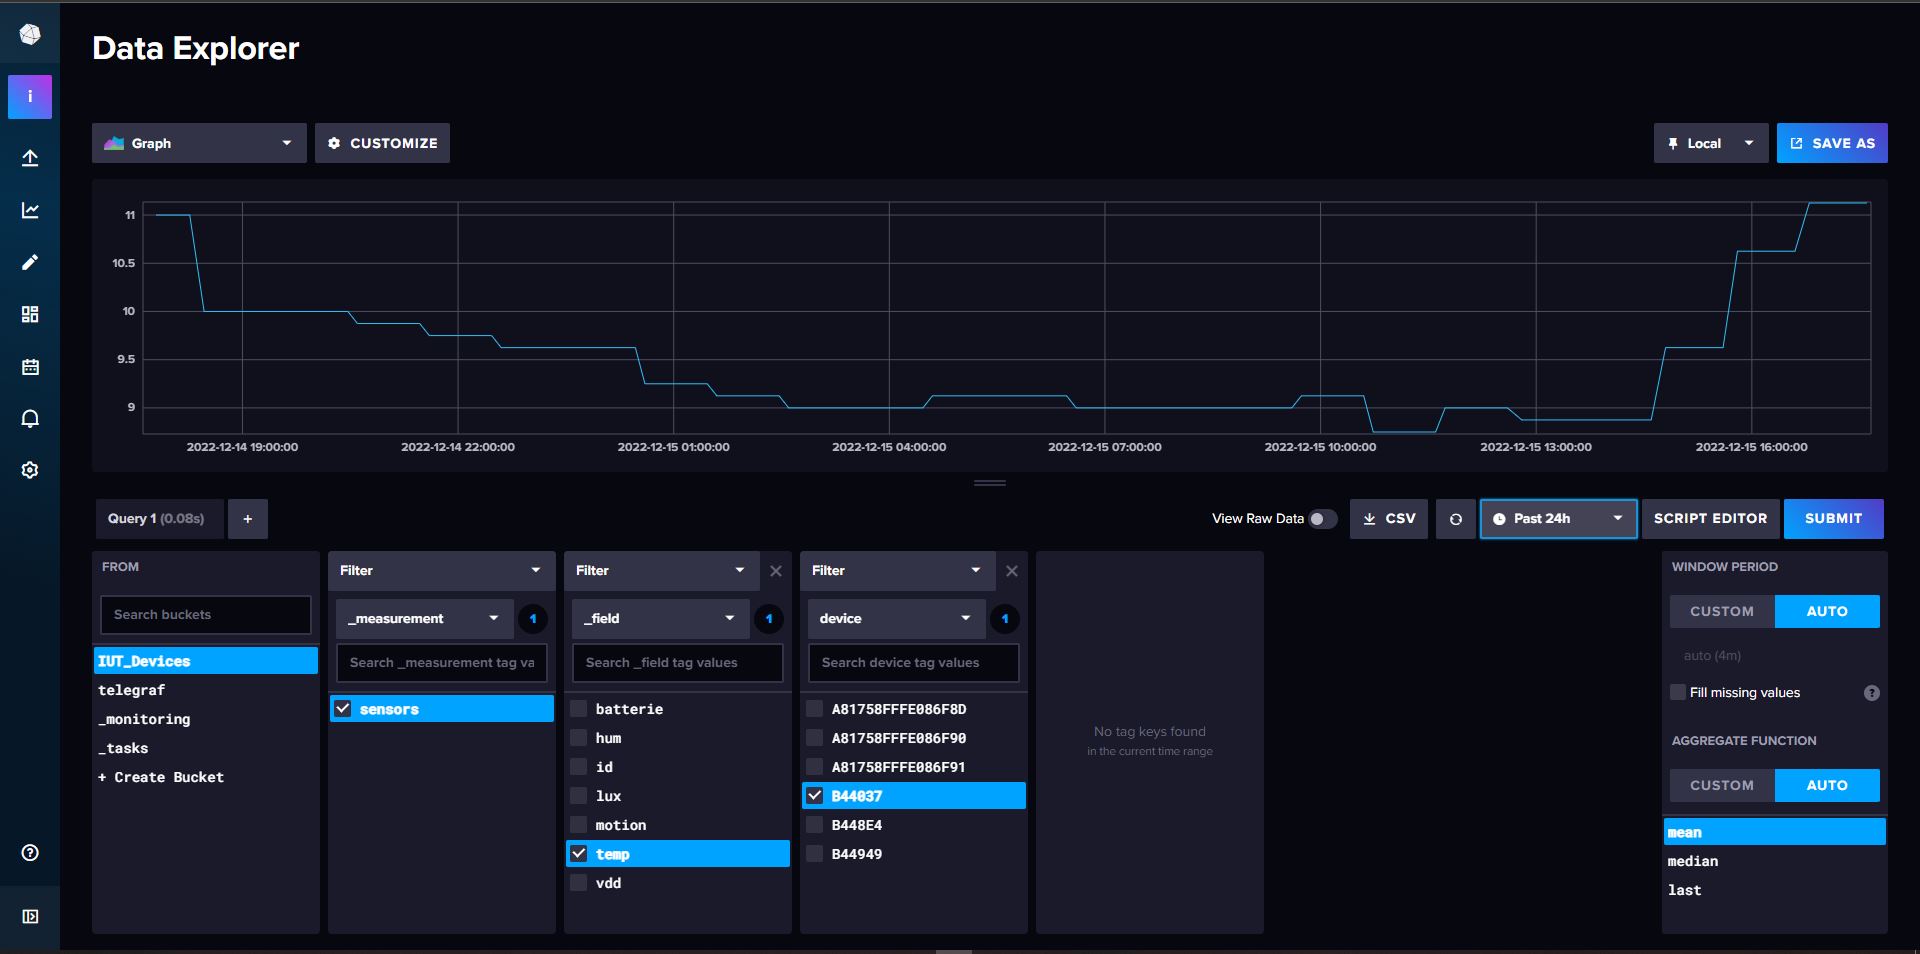 Data Explorer
i
Graph
CUSTOMIZE
Local
SAVE AS
11
10.5
10
9.5
9
2022-12-14 19:00:00
2022-12-14 22:00:00
2022-12-15 01:00:00
2022-12-15 04:00:00
2022-12-15 07:00:00
2022-12-15 10:00:00
2022-12-15 13:00:00
2022-12-15 16:00:00
Query 1 (0.08s)
+
View Raw Data
CSV
Past 24h
SCRIPT EDITOR
SUBMIT
FROM
Search buckets
IUT_Devices
telegraf
_monitoring
_tasks
+ Create Bucket
Filter
_measurement
1
Search _measurement tag va
sensors
Filter
_field
1
Search _field tag values
batterie
hum
id
lux
motion
temp
vdd
Filter
device
1
Search device tag values
A81758FFFE086F8D
A81758FFFE086F90
A81758FFFE086F91
B44037
B448E4
B44949
No tag keys found
in the current time range
WINDOW PERIOD
CUSTOM
AUTO
auto (4m)
Fill missing values
?
AGGREGATE FUNCTION
CUSTOM
AUTO
mean
median
last